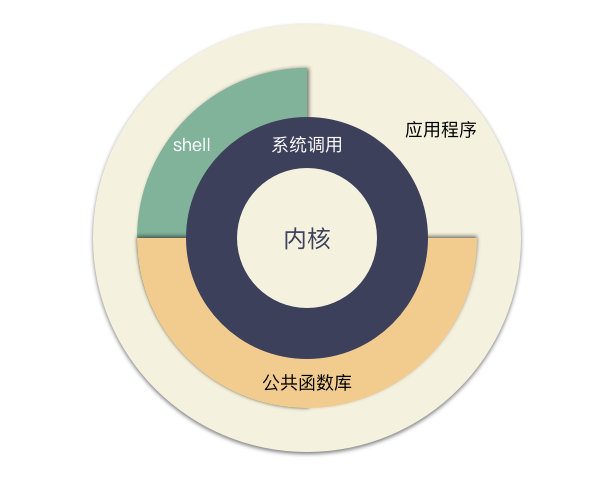 应用程序
shell
系统调用
内核
公共函数库